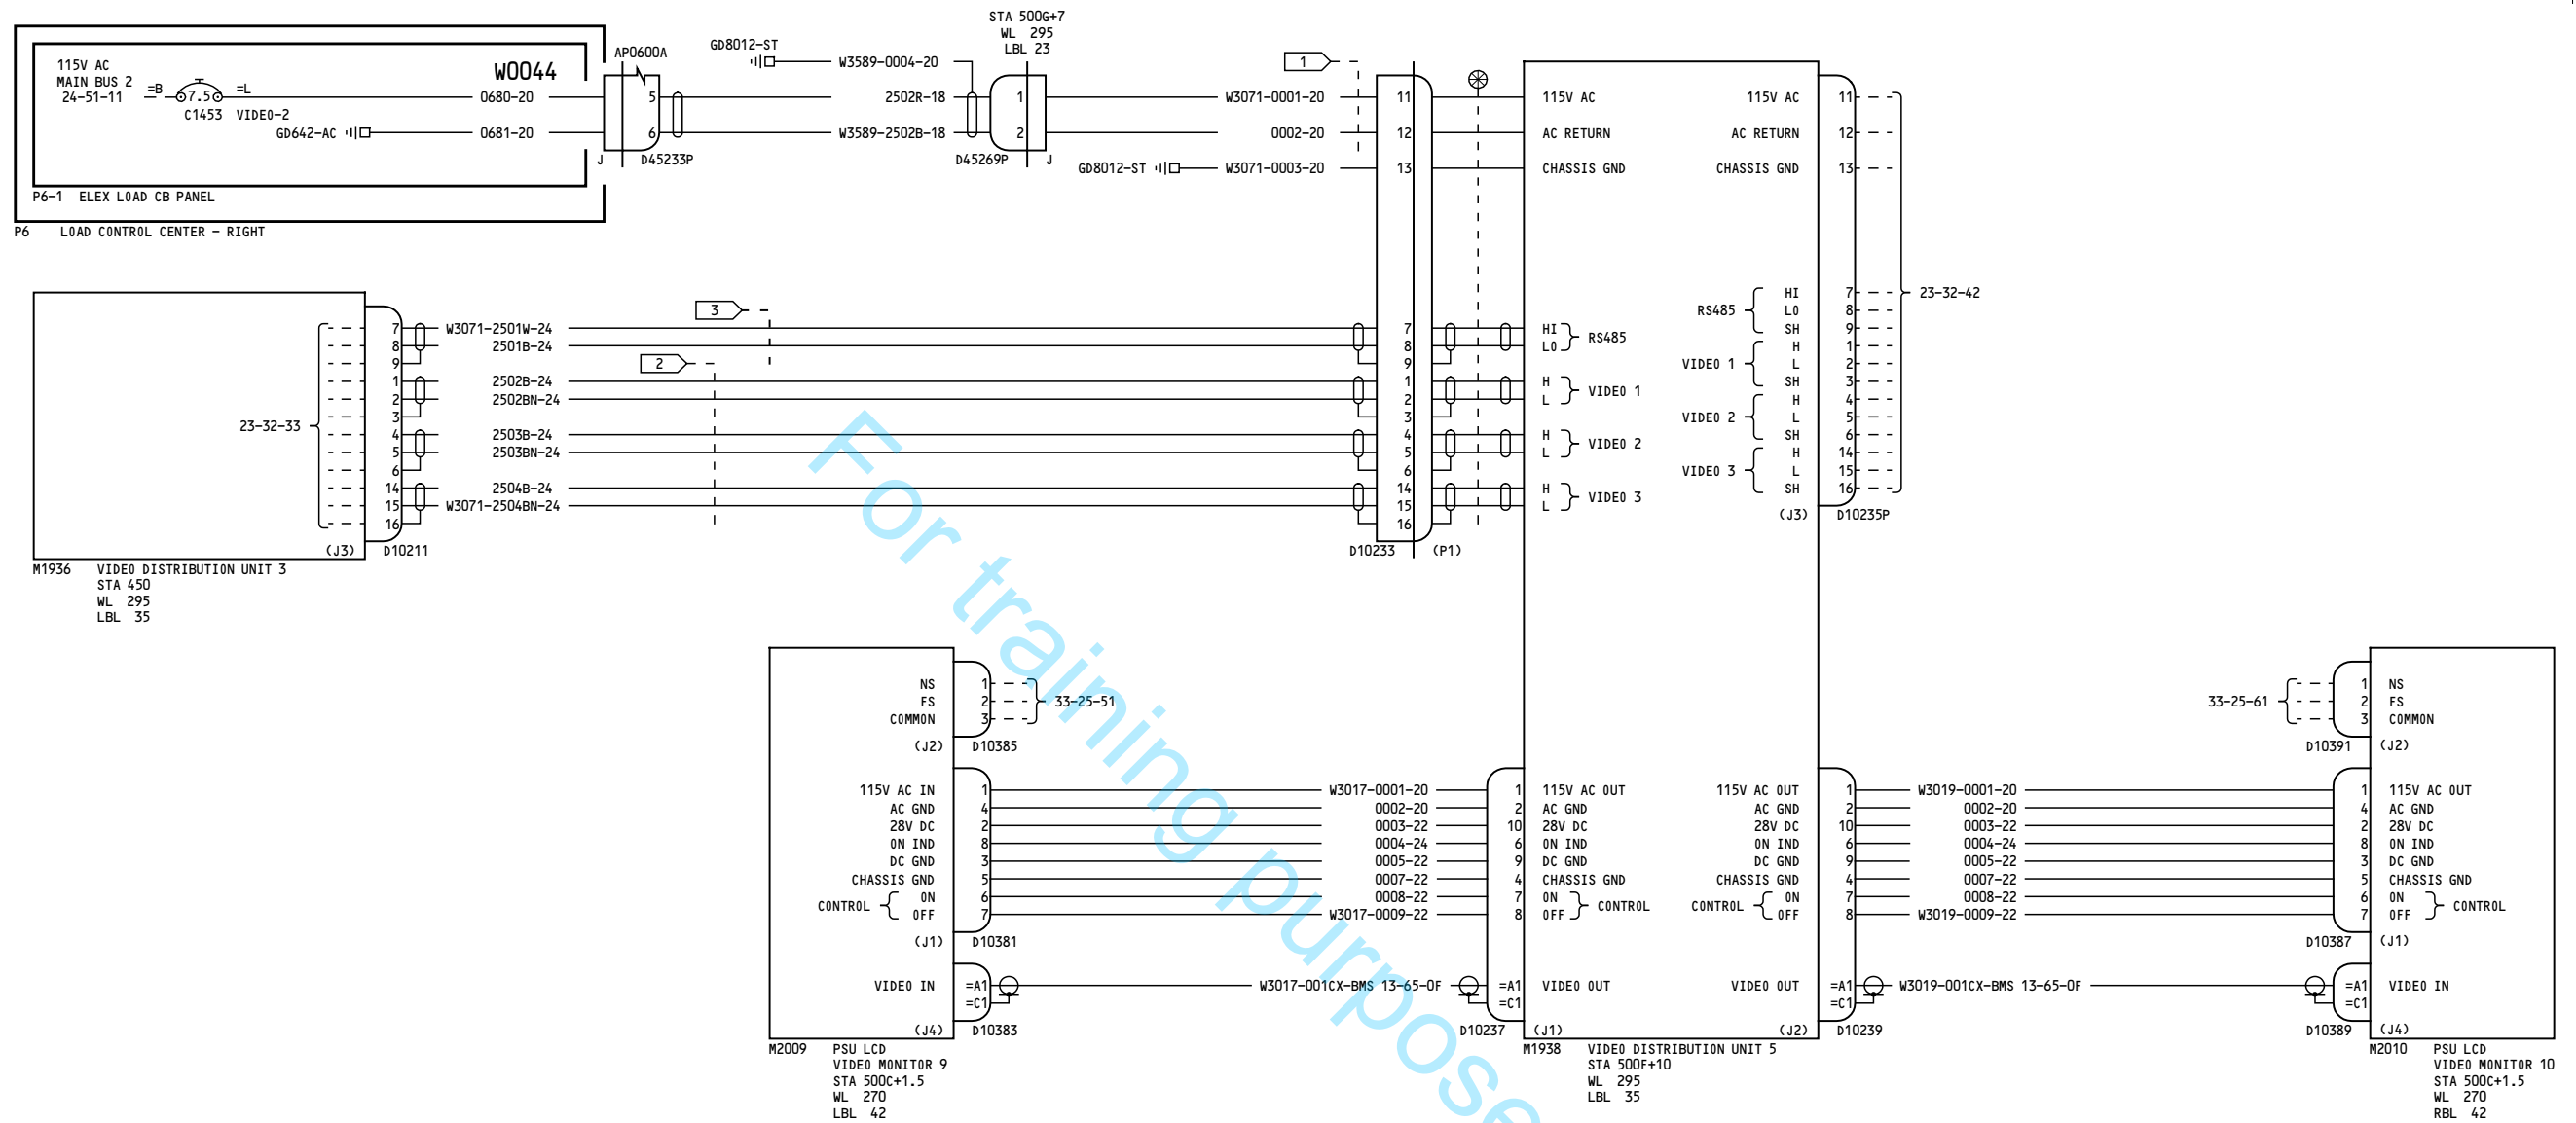 STA 500G+7
WL 295
LBL 23
115V AC
MAIN BUS 2
24-51-11
=B
7.5
=L
C1453 VIDEO-2
W0044
0680-20
GD642-AC
0681-20
AP0600A
5
6
J
D45233P
P6-1 ELEX LOAD CB PANEL
P6 LOAD CONTROL CENTER - RIGHT
GD8012-ST
W3589-0004-20
2502R-18
W3589-2502B-18
1
2
D45269P
J
1
W3071-0001-20
0002-20
GD8012-ST
W3071-0003-20
11
12
13
115V AC
AC RETURN
CHASSIS GND
115V AC
AC RETURN
CHASSIS GND
11
12
13
23-32-42
RS485
HI
LO
SH
VIDEO 1
H
L
SH
VIDEO 2
H
L
SH
VIDEO 3
H
L
SH
7
8
9
1
2
3
4
5
6
14
15
16
(J3)
D10235P
23-32-33
7
8
9
1
2
3
4
5
6
14
15
16
(J3)
D10211
M1936 VIDEO DISTRIBUTION UNIT 3
STA 450
WL 295
LBL 35
W3071-2501W-24
2501B-24
2502B-24
2502BN-24
2503B-24
2503BN-24
2504B-24
W3071-2504BN-24
3
2
7
8
9
1
2
3
4
5
6
14
15
16
D10233
(P1)
HI
LO
RS485
H
L
VIDEO 1
H
L
VIDEO 2
H
L
VIDEO 3
NS
FS
COMMON
1
2
3
33-25-51
(J2)
D10385
115V AC IN
AC GND
28V DC
ON IND
DC GND
CHASSIS GND
CONTROL
ON
OFF
1
4
2
8
3
5
6
7
(J1)
D10381
VIDEO IN
=A1
=C1
(J4)
D10383
M2009 PSU LCD
VIDEO MONITOR 9
STA 500C+1.5
WL 270
LBL 42
W3017-0001-20
0002-20
0003-22
0004-24
0005-22
0007-22
0008-22
W3017-0009-22
W3017-001CX-BMS 13-65-OF
1
2
10
6
9
4
7
8
=A1
=C1
D10237
115V AC OUT
AC GND
28V DC
ON IND
DC GND
CHASSIS GND
ON
OFF
CONTROL
VIDEO OUT
(J1)
115V AC OUT
AC GND
28V DC
ON IND
DC GND
CHASSIS GND
CONTROL
ON
OFF
VIDEO OUT
(J2)
1
2
10
6
9
4
7
8
=A1
=C1
D10239
M1938 VIDEO DISTRIBUTION UNIT 5
STA 500F+10
WL 295
LBL 35
W3019-0001-20
0002-20
0003-22
0004-24
0005-22
0007-22
0008-22
W3019-0009-22
W3019-001CX-BMS 13-65-OF
33-25-61
1
2
3
NS
FS
COMMON
D10391
(J2)
1
4
2
8
3
5
6
7
115V AC OUT
AC GND
28V DC
ON IND
DC GND
CHASSIS GND
ON
OFF
CONTROL
D10387
(J1)
=A1
=C1
VIDEO IN
D10389
(J4)
M2010 PSU LCD
VIDEO MONITOR 10
STA 500C+1.5
WL 270
RBL 42
For training purpose